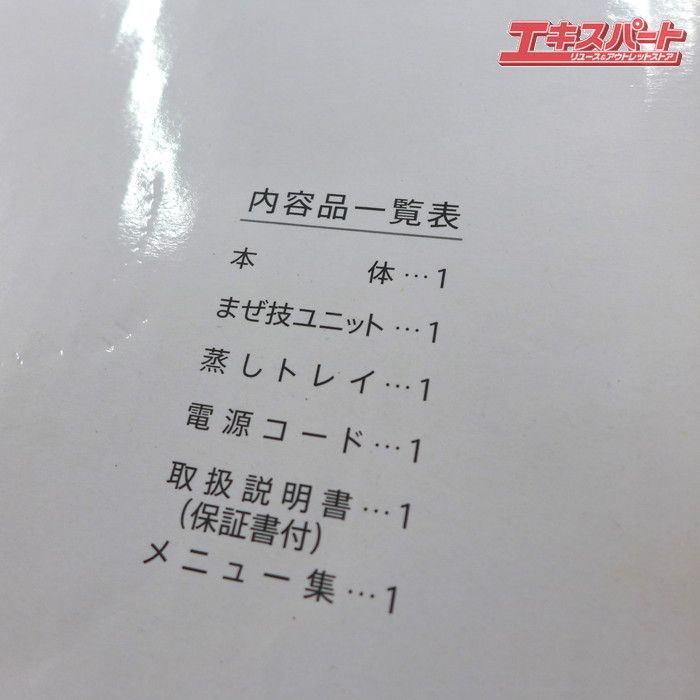 エキスパート
リユース&アウトレットストア
内容品一覧表
本体…1
まぜ技ユニット…1
蒸しトレイ…1
電源コード…1
取扱説明書…1
(保証書付)
メニュー集…1